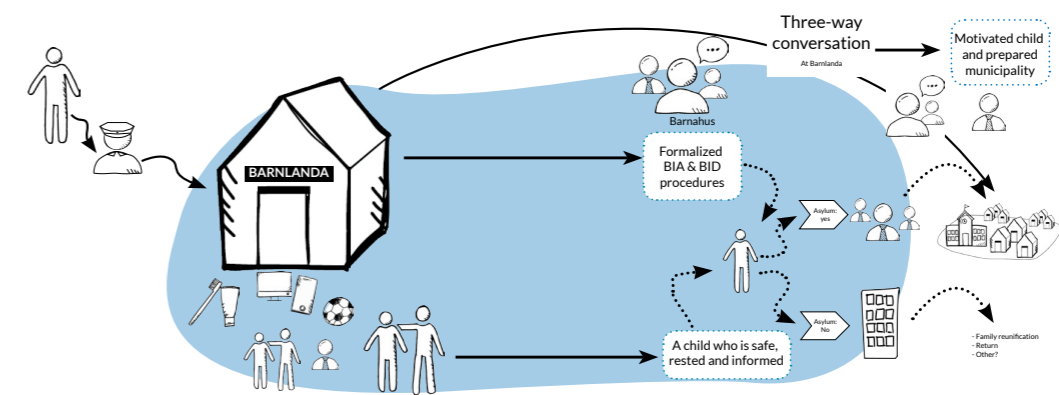 Three-way
conversation
At Barnlanda
Motivated child
and prepared
municipality
Barnahus
BARNLANDA
Formalized
BIA & BID
procedures
Asylum:
yes
Asylum:
No
A child who is safe,
rested and informed
- Family reunification
- Return
- Other?